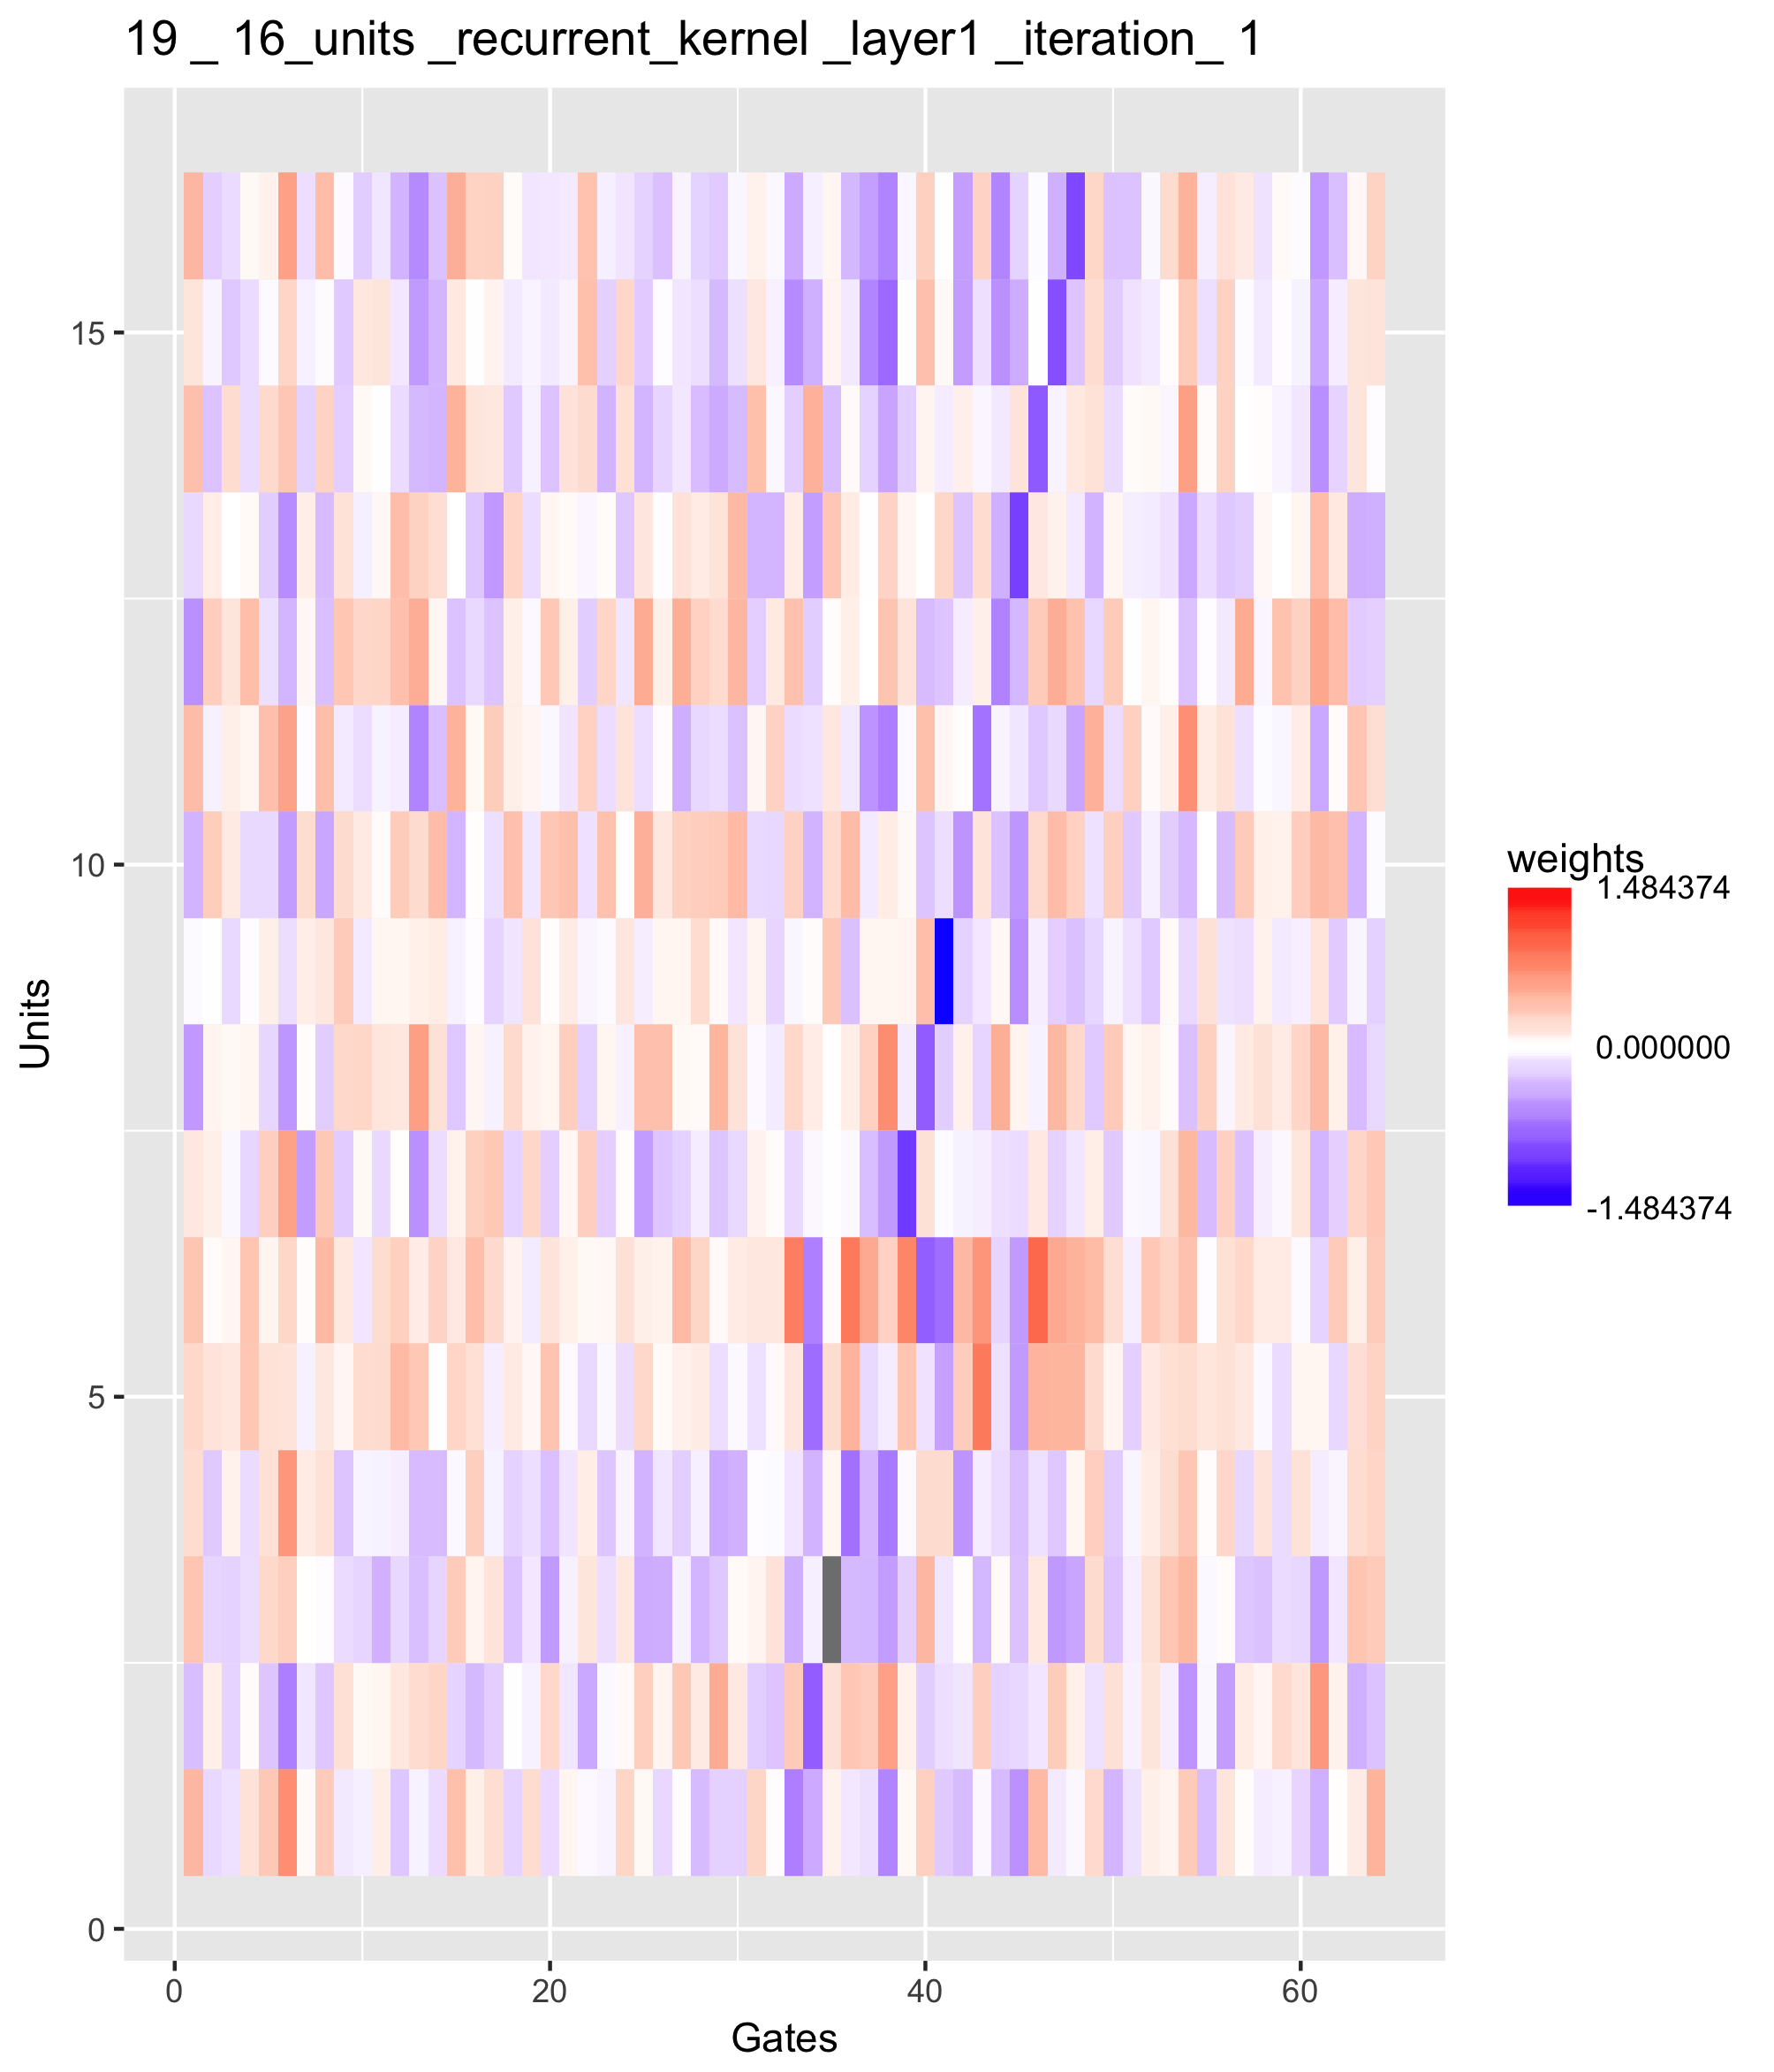 19 _ 16_units _recurrent_kernel _layer1 _iteration_ 1
15
10
5
0
Units
0 20 40 60
Gates
weights
1.484374
0.000000
-1.484374